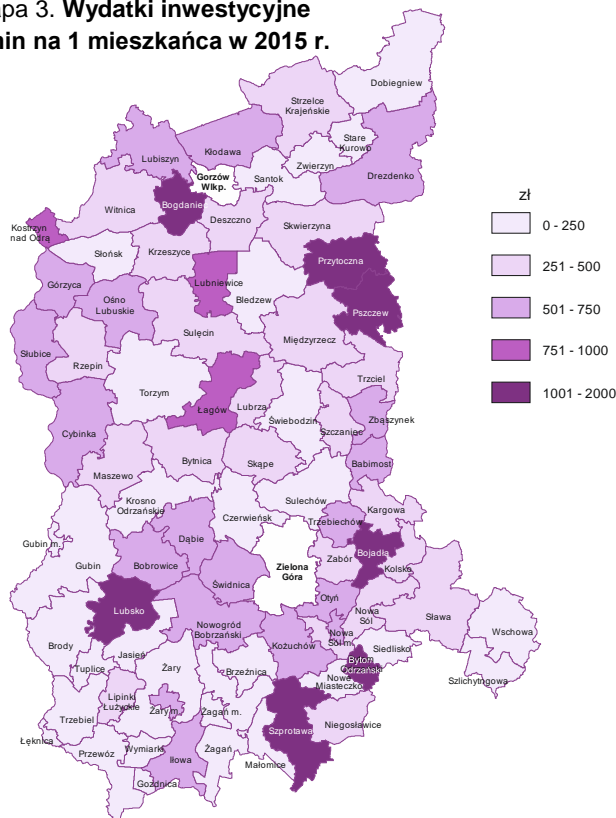 apa 3. Wydatki inwestycyjne
min na 1 mieszkańca w 2015 r.
Dobiegniew
Strzelce
Krajeńskie
Stare
Kurowo
Kłodawa
Lubiszyn
Zwierzyn
Drezdenko
Gorzów
Wlkp.
Santok
Bogdaniec
Witnica
Deszczno
Kostrzyn
nad Odrą
Skwierzyna
zł
0 - 250
251 - 500
501 - 750
751 - 1000
1001 - 2000
Słońsk
Krzeszyce
Przytoczna
Górzyca
Lubniewice
Ośno
Lubuskie
Bledzew
Pszczew
Sulęcin
Międzyrzecz
Słubice
Rzepin
Trzciel
Torzym
Łagów
Lubrza
Świebodzin
Szczaniec
Zbąszynek
Cybinka
Babimost
Maszewo
Bytnica
Skąpe
Krosno
Odrzańskie
Sulechów
Kargowa
Czerwieńsk
Trzebiechów
Gubin m.
Dąbie
Zielona
Góra
Zabór
Bojadła
Kolsko
Gubin
Bobrowice
Świdnica
Otyń
Lubsko
Nowogród
Bobrzański
Nowa
Sól
Sława
Wschowa
Nowa
Sól m.
Brody
Jasień
Kożuchów
Siedlisko
Tuplice
Żary
Brzeźnica
Bytom
Odrzański
Nowe
Miasteczko
Szlichtyngowa
Lipinki
Łużyckie
Żary m.
Żagań m.
Trzebiel
Szprotawa
Niegosławice
Łęknica
Przewóz
Wymiarki
Iłowa
Żagań
Małomice
Gozdnica